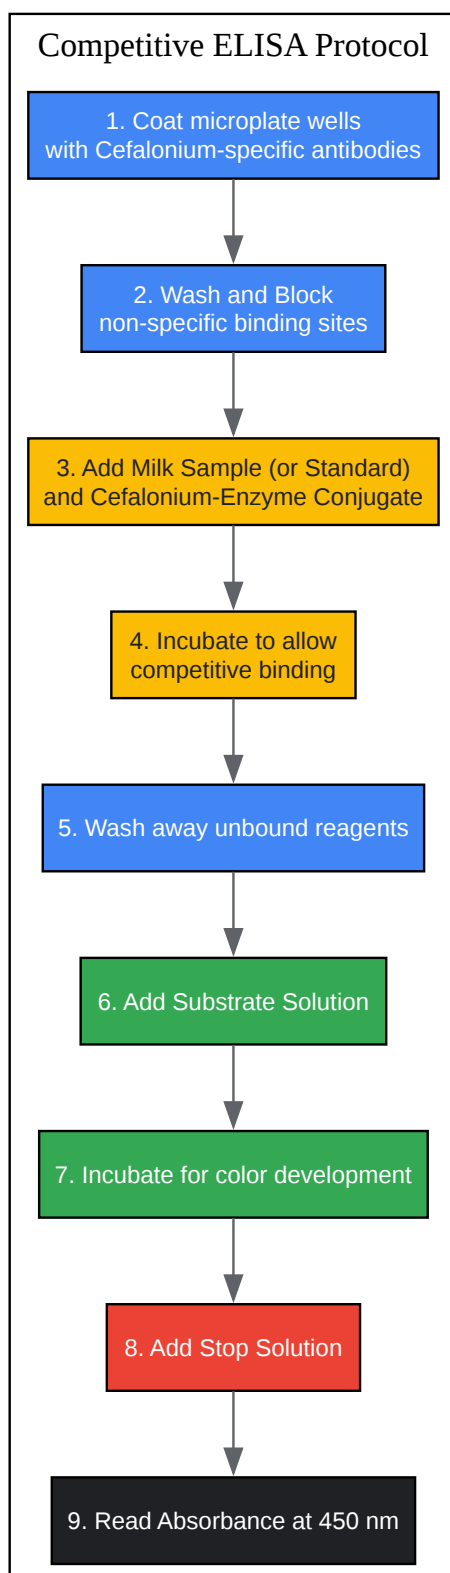 Competitive ELISA Protocol
1. Coat microplate wells
with Cefalonium-specific antibodies
2. Wash and Block
non-specific binding sites
3. Add Milk Sample (or Standard)
and Cefalonium-Enzyme Conjugate
4. Incubate to allow
competitive binding
5. Wash away unbound reagents
6. Add Substrate Solution
7. Incubate for color development
8. Add Stop Solution
9. Read Absorbance at 450 nm